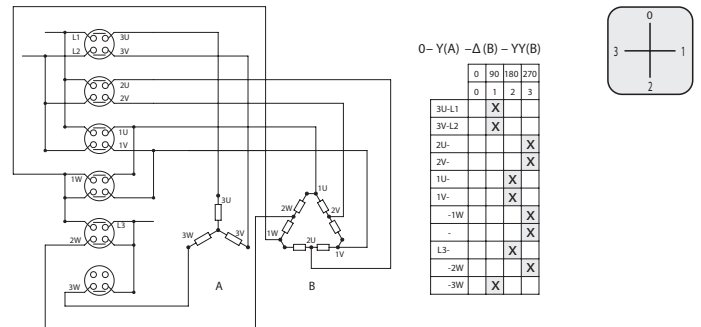 L1 3U
L2 3V
2U
2V
1U
1V
1W
L3
2W
3W
3U
3W 3V
A
1U
2W 2V
1W
2U
1V
B
0– Y(A) –Δ (B) – YY(B)
0 90 180 270
0 1 2 3
3U-L1 X
3V-L2 X
2U- X
2V- X
1U- X
1V- X
-1W X
- X
L3- X
-2W X
-3W X
0
3 1
2